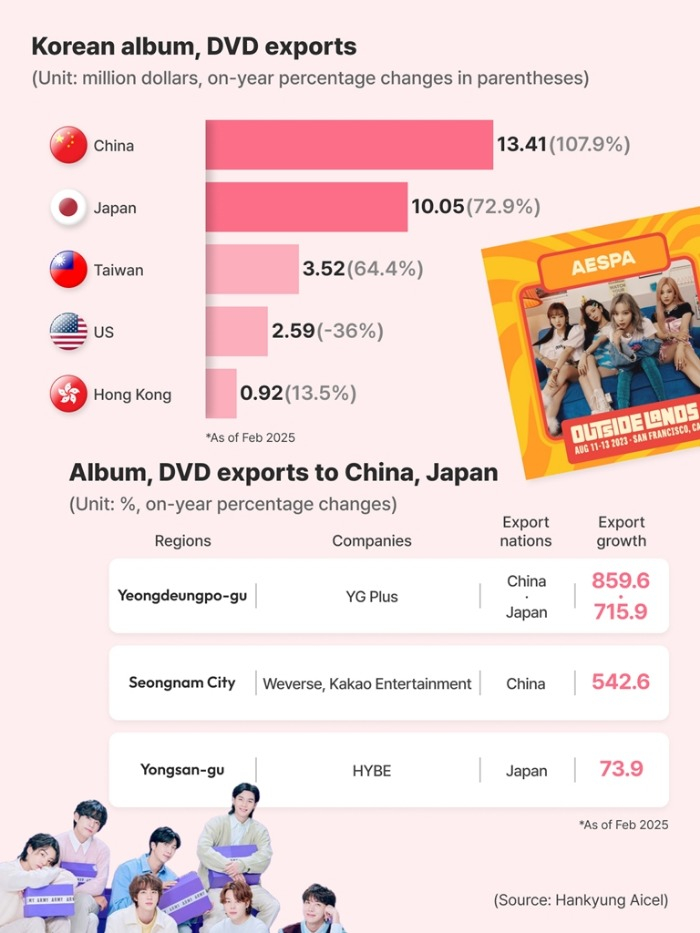 Korean album, DVD exports
(Unit: million dollars, on-year percentage changes in parentheses)
China 13.41(107.9%)
Japan 10.05(72.9%)
Taiwan 3.52(64.4%)
US 2.59(-36%)
Hong Kong 0.92(13.5%)
*As of Feb 2025
AESPA
OUTSIDE LANDS
AUG 11-13 2023 · SAN FRANCISCO, CA
Album, DVD exports to China, Japan
(Unit: %, on-year percentage changes)
Regions Companies Export nations Export growth
Yeongdeungpo-gu YG Plus China · Japan 859.6 · 715.9
Seongnam City Weverse, Kakao Entertainment China 542.6
Yongsan-gu HYBE Japan 73.9
*As of Feb 2025
(Source: Hankyung Aicel)